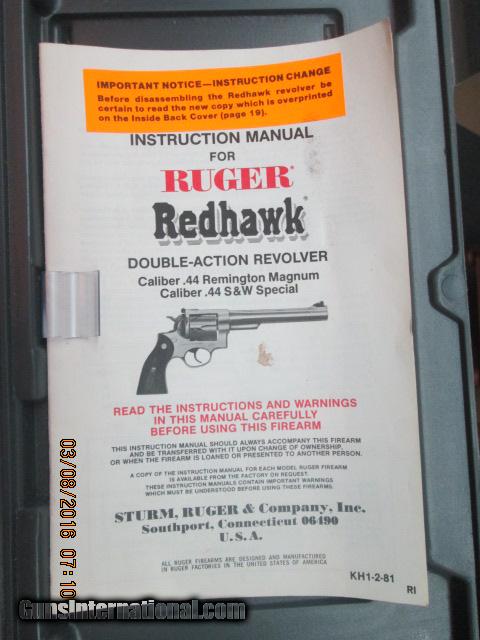 IMPORTANT NOTICE—INSTRUCTION CHANGE
Before disassembling the Redhawk revolver be
certain to read the new copy which is overprinted
on the Inside Back Cover (page 19).
INSTRUCTION MANUAL
FOR
RUGER®
Redhawk®
DOUBLE-ACTION REVOLVER
Caliber .44 Remington Magnum
Caliber .44 S&W Special
READ THE INSTRUCTIONS AND WARNINGS
IN THIS MANUAL CAREFULLY
BEFORE USING THIS FIREARM
THIS INSTRUCTION MANUAL SHOULD ALWAYS ACCOMPANY THIS FIREARM
AND BE TRANSFERRED WITH IT UPON CHANGE OF OWNERSHIP,
OR WHEN THE FIREARM IS LOANED OR PRESENTED TO ANOTHER PERSON.
A COPY OF THE INSTRUCTION MANUAL FOR EACH MODEL RUGER FIREARM
IS AVAILABLE FROM THE FACTORY ON REQUEST.
THESE INSTRUCTION MANUALS CONTAIN IMPORTANT WARNINGS
WHICH MUST BE UNDERSTOOD BEFORE USING THESE FIREARMS.
STURM, RUGER & Company, Inc.
Southport, Connecticut 06490
U.S.A.
ALL RUGER FIREARMS ARE DESIGNED AND MANUFACTURED
IN RUGER FACTORIES IN THE UNITED STATES OF AMERICA
KH1-2-81
RI
03/08/2016 07:10
GunsInternational.com